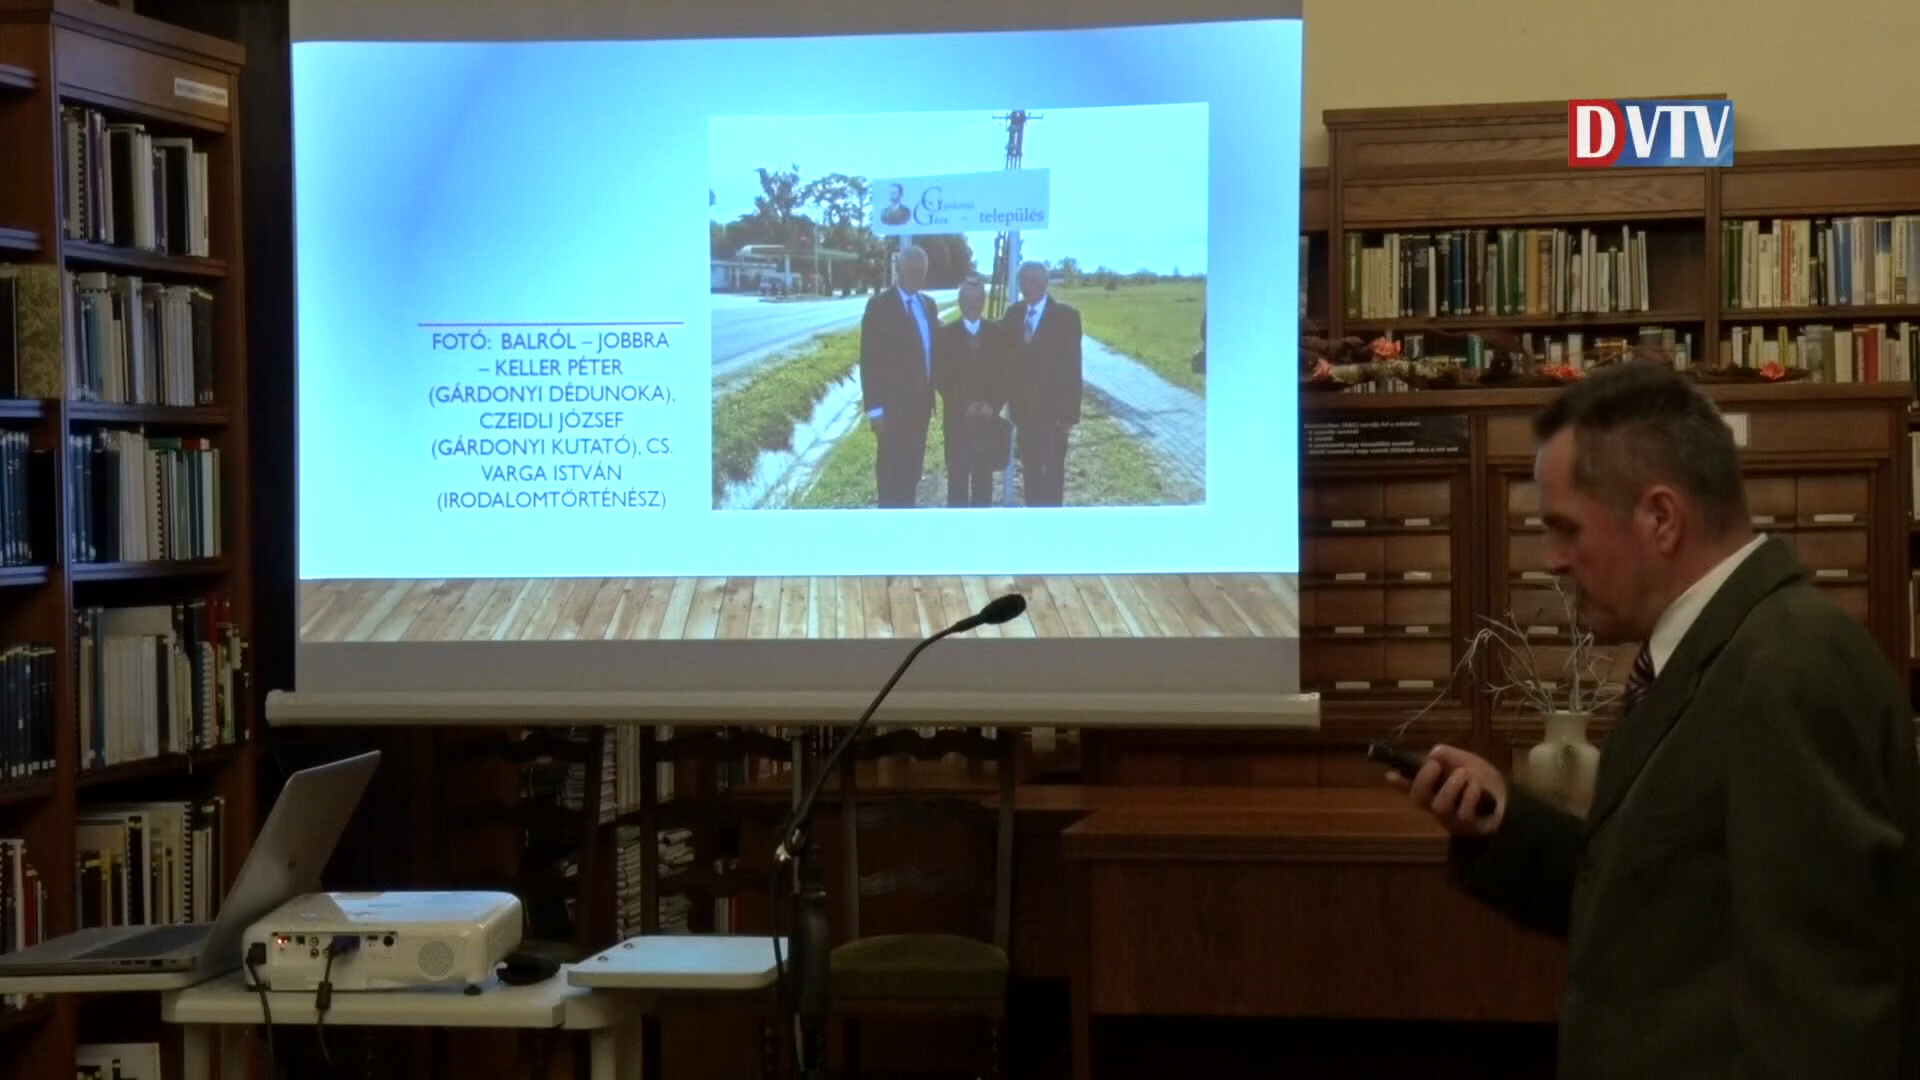 DVTV
Gárdonyi
Géza - település
FOTÓ: BALRÓL – JOBBRA
– KELLER PÉTER
(GÁRDONYI DÉDUNOKA),
CZEIDLI JÓZSEF
(GÁRDONYI KUTATÓ), CS.
VARGA ISTVÁN
(IRODALOMTÖRTÉNÉSZ)